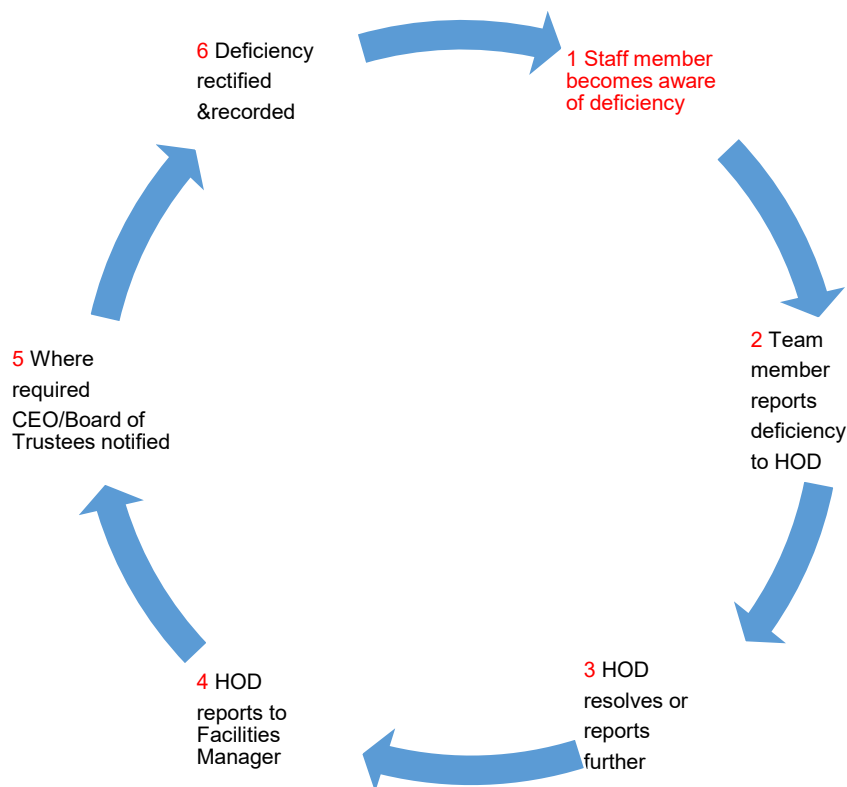 1 Staff member
becomes aware
of deficiency
2 Team
member
reports
deficiency
to HOD
3 HOD
resolves or
reports
further
4 HOD
reports to
Facilities
Manager
5 Where
required
CEO/Board of
Trustees notified
6 Deficiency
rectified
&recorded